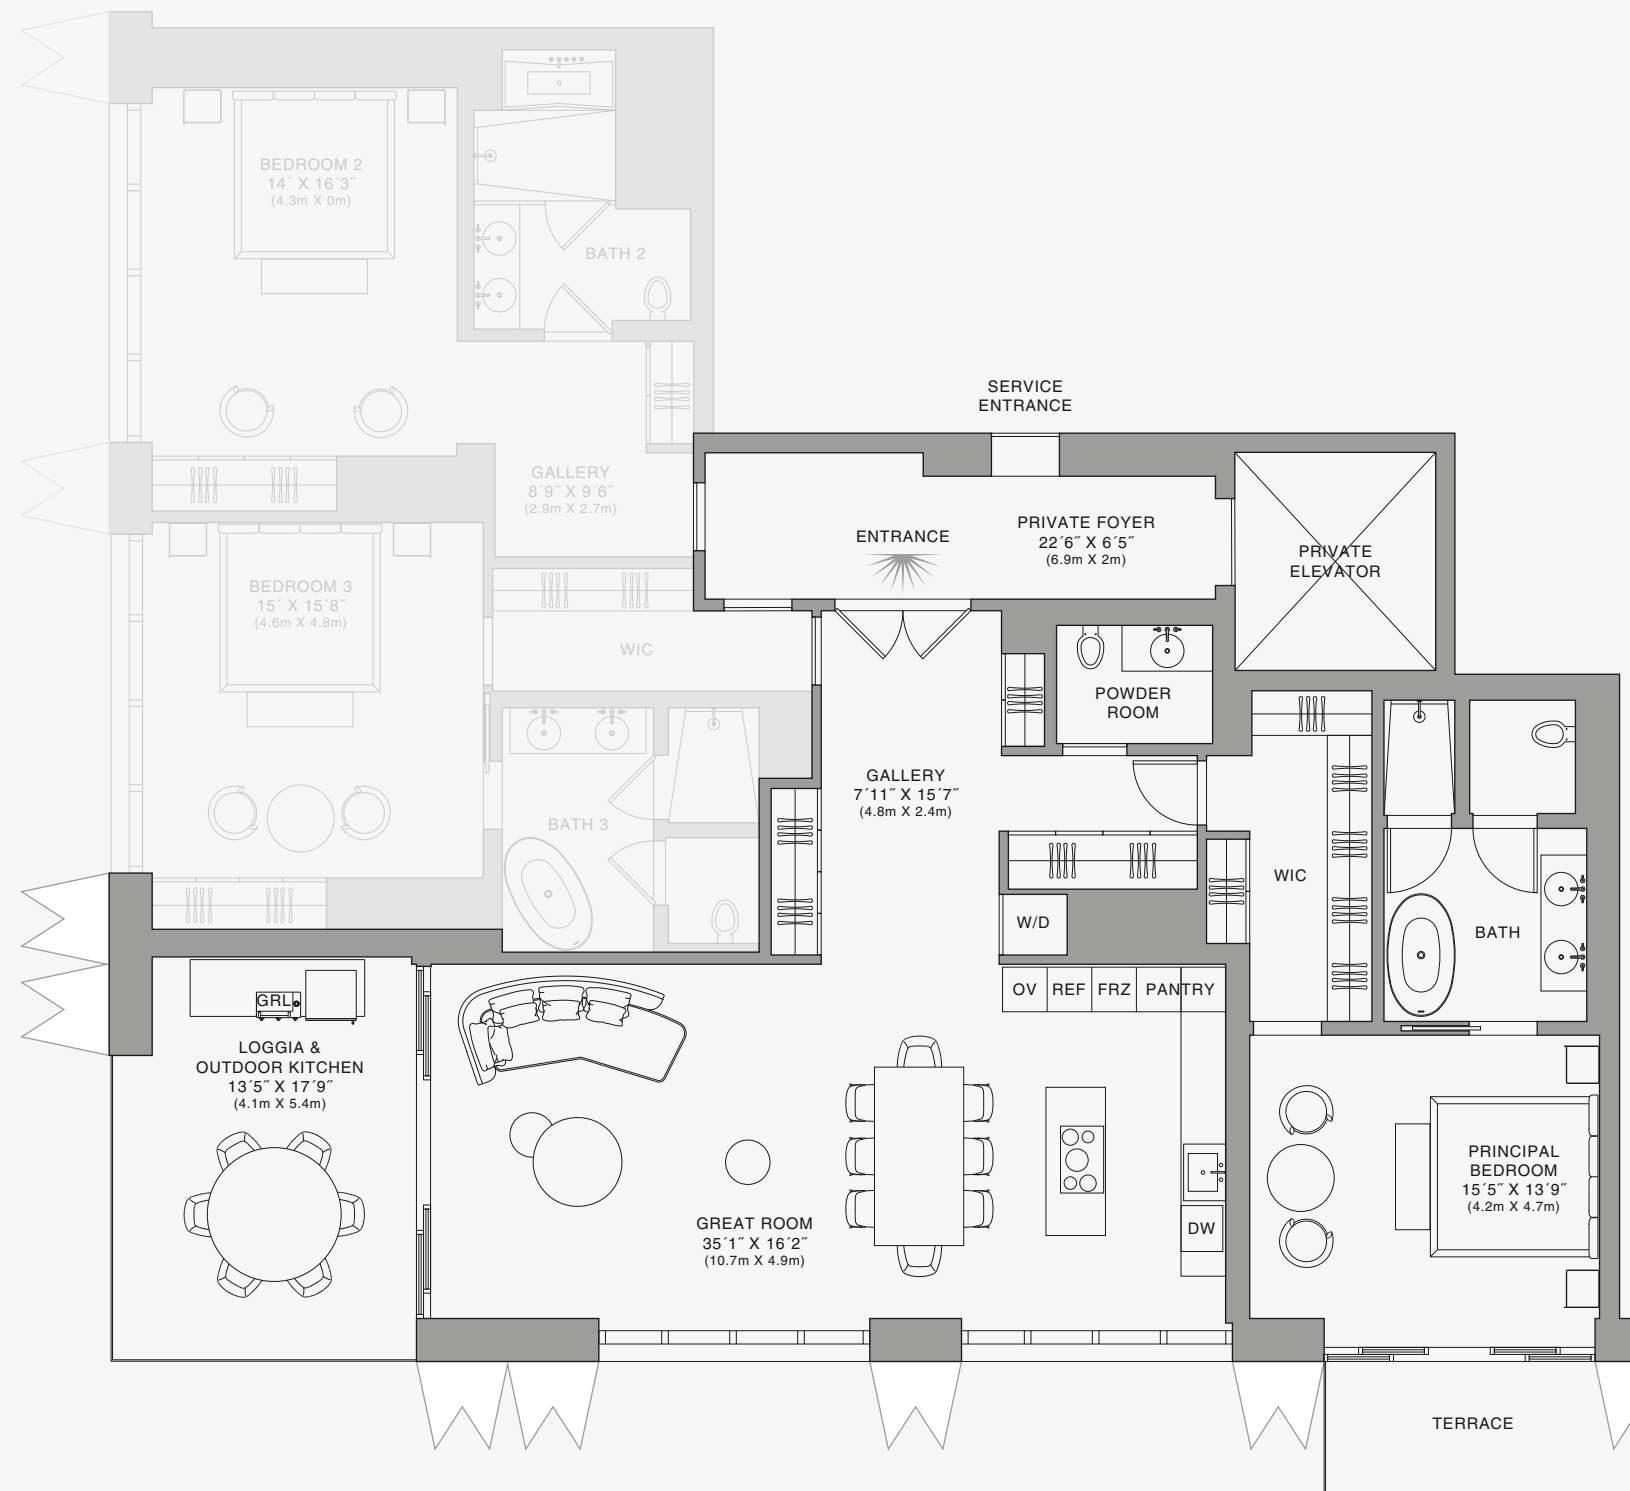 BEDROOM 2
14´ X 16´3˝
(4.3m X 0m)
BATH 2
SERVICE
ENTRANCE
GALLERY
8´9˝ X 9´6˝
(2.9m X 2.7m)
ENTRANCE
PRIVATE FOYER
22´6˝ X 6´5˝
(6.9m X 2m)
PRIVATE
ELEVATOR
BEDROOM 3
15´ X 15´8˝
(4.6m X 4.8m)
WIC
POWDER
ROOM
GALLERY
7´11˝ X 15´7˝
(4.8m X 2.4m)
BATH 3
WIC
W/D
BATH
OV
REF
FRZ
PANTRY
GRL
LOGGIA &
OUTDOOR KITCHEN
13´5˝ X 17´9˝
(4.1m X 5.4m)
PRINCIPAL
BEDROOM
15´5˝ X 13´9˝
(4.2m X 4.7m)
GREAT ROOM
35´1˝ X 16´2˝
(10.7m X 4.9m)
DW
TERRACE